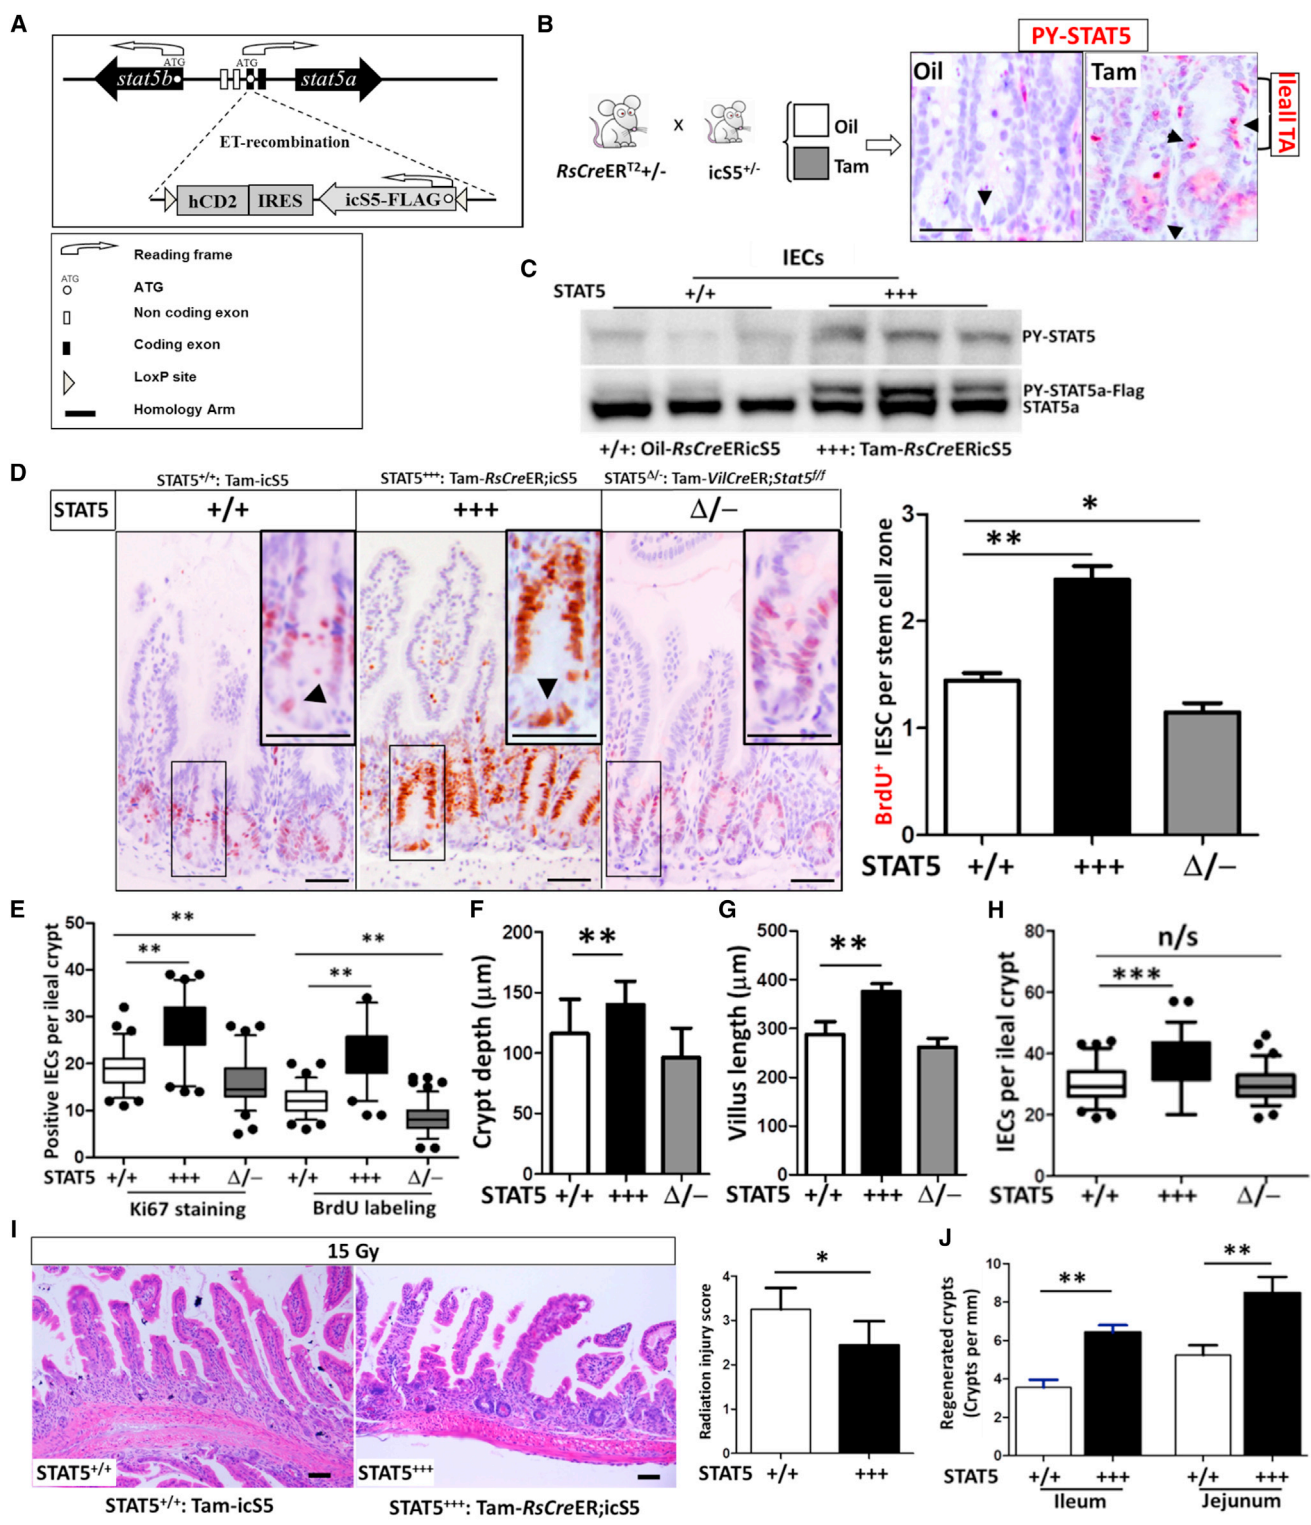 A
stat5b
ATG
ATG
stat5a
ET-recombination
hCD2
IRES
icS5-FLAG
Reading frame
ATG
ATG
Non coding exon
Coding exon
LoxP site
Homology Arm
B
PY-STAT5
RsCreERT2+/-
x
icS5+/-
Oil
Tam
Oil
Tam
Ileall TA
C
IECs
STAT5
+/+
+++
PY-STAT5
PY-STAT5a-Flag
STAT5a
+/+: Oil-RsCreERicS5
+++: Tam-RsCreERicS5
D
STAT5+/+: Tam-icS5
STAT5+++: Tam-RsCreER;icS5
STAT5Δ/-: Tam-VilCreER;Stat5f/f
STAT5
+/+
+++
Δ/−
BrdU+ IESC per stem cell zone
3
2
1
0
**
*
STAT5
+/+
+++
Δ/−
E
Positive IECs per ileal crypt
50
40
30
20
10
0
**
**
**
**
STAT5
+/+
+++
Δ/−
+/+
+++
Δ/−
Ki67 staining
BrdU labeling
F
Crypt depth (μm)
200
150
100
50
0
**
STAT5
+/+
+++
Δ/−
G
Villus length (μm)
500
400
300
200
100
0
**
STAT5
+/+
+++
Δ/−
H
IECs per ileal crypt
80
60
40
20
0
n/s
***
STAT5
+/+
+++
Δ/−
I
15 Gy
STAT5+/+
STAT5+++
STAT5+/+: Tam-icS5
STAT5+++: Tam-RsCreER;icS5
Radiation injury score
4
3
2
1
0
*
STAT5
+/+
+++
J
Regenerated crypts
(Crypts per mm)
10
8
6
4
2
0
**
**
STAT5
+/+
+++
+/+
+++
Ileum
Jejunum